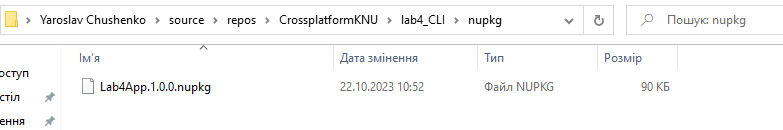 Yaroslav Chushenko › source › repos › CrossplatformKNU › lab4_CLI › nupkg
Пошук: nupkg
Ім'я Дата змінення Тип Розмір
оступ
Lab4App.1.0.0.nupkg 22.10.2023 10:52 Файл NUPKG 90 КБ
стіл
ення